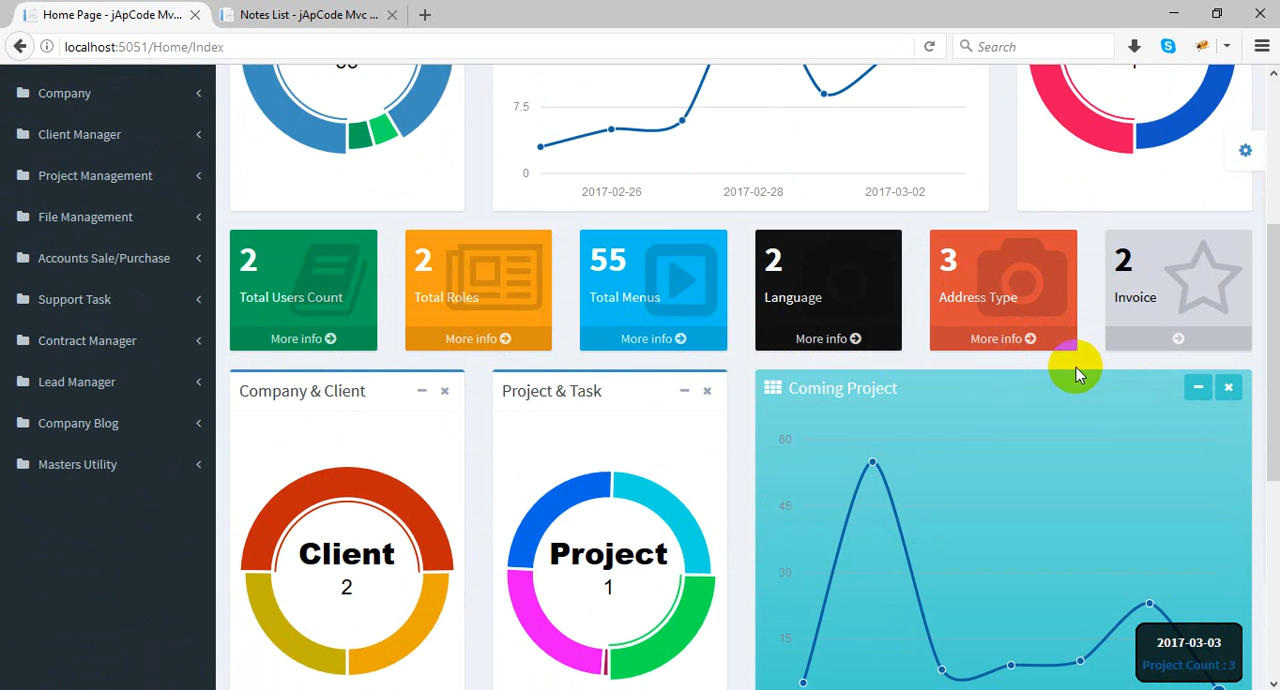 Home Page - jApCode Mvc...
Notes List - jApCode Mvc ...
localhost:5051/Home/Index
Search
Company
Client Manager
Project Management
File Management
Accounts Sale/Purchase
Support Task
Contract Manager
Lead Manager
Company Blog
Masters Utility
7.5
0
2017-02-26
2017-02-28
2017-03-02
2
Total Users Count
More info
2
Total Roles
More info
55
Total Menus
More info
2
Language
More info
3
Address Type
More info
2
Invoice
Company & Client
Client
2
Project & Task
Project
1
Coming Project
60
45
30
15
2017-03-03
Project Count : 3